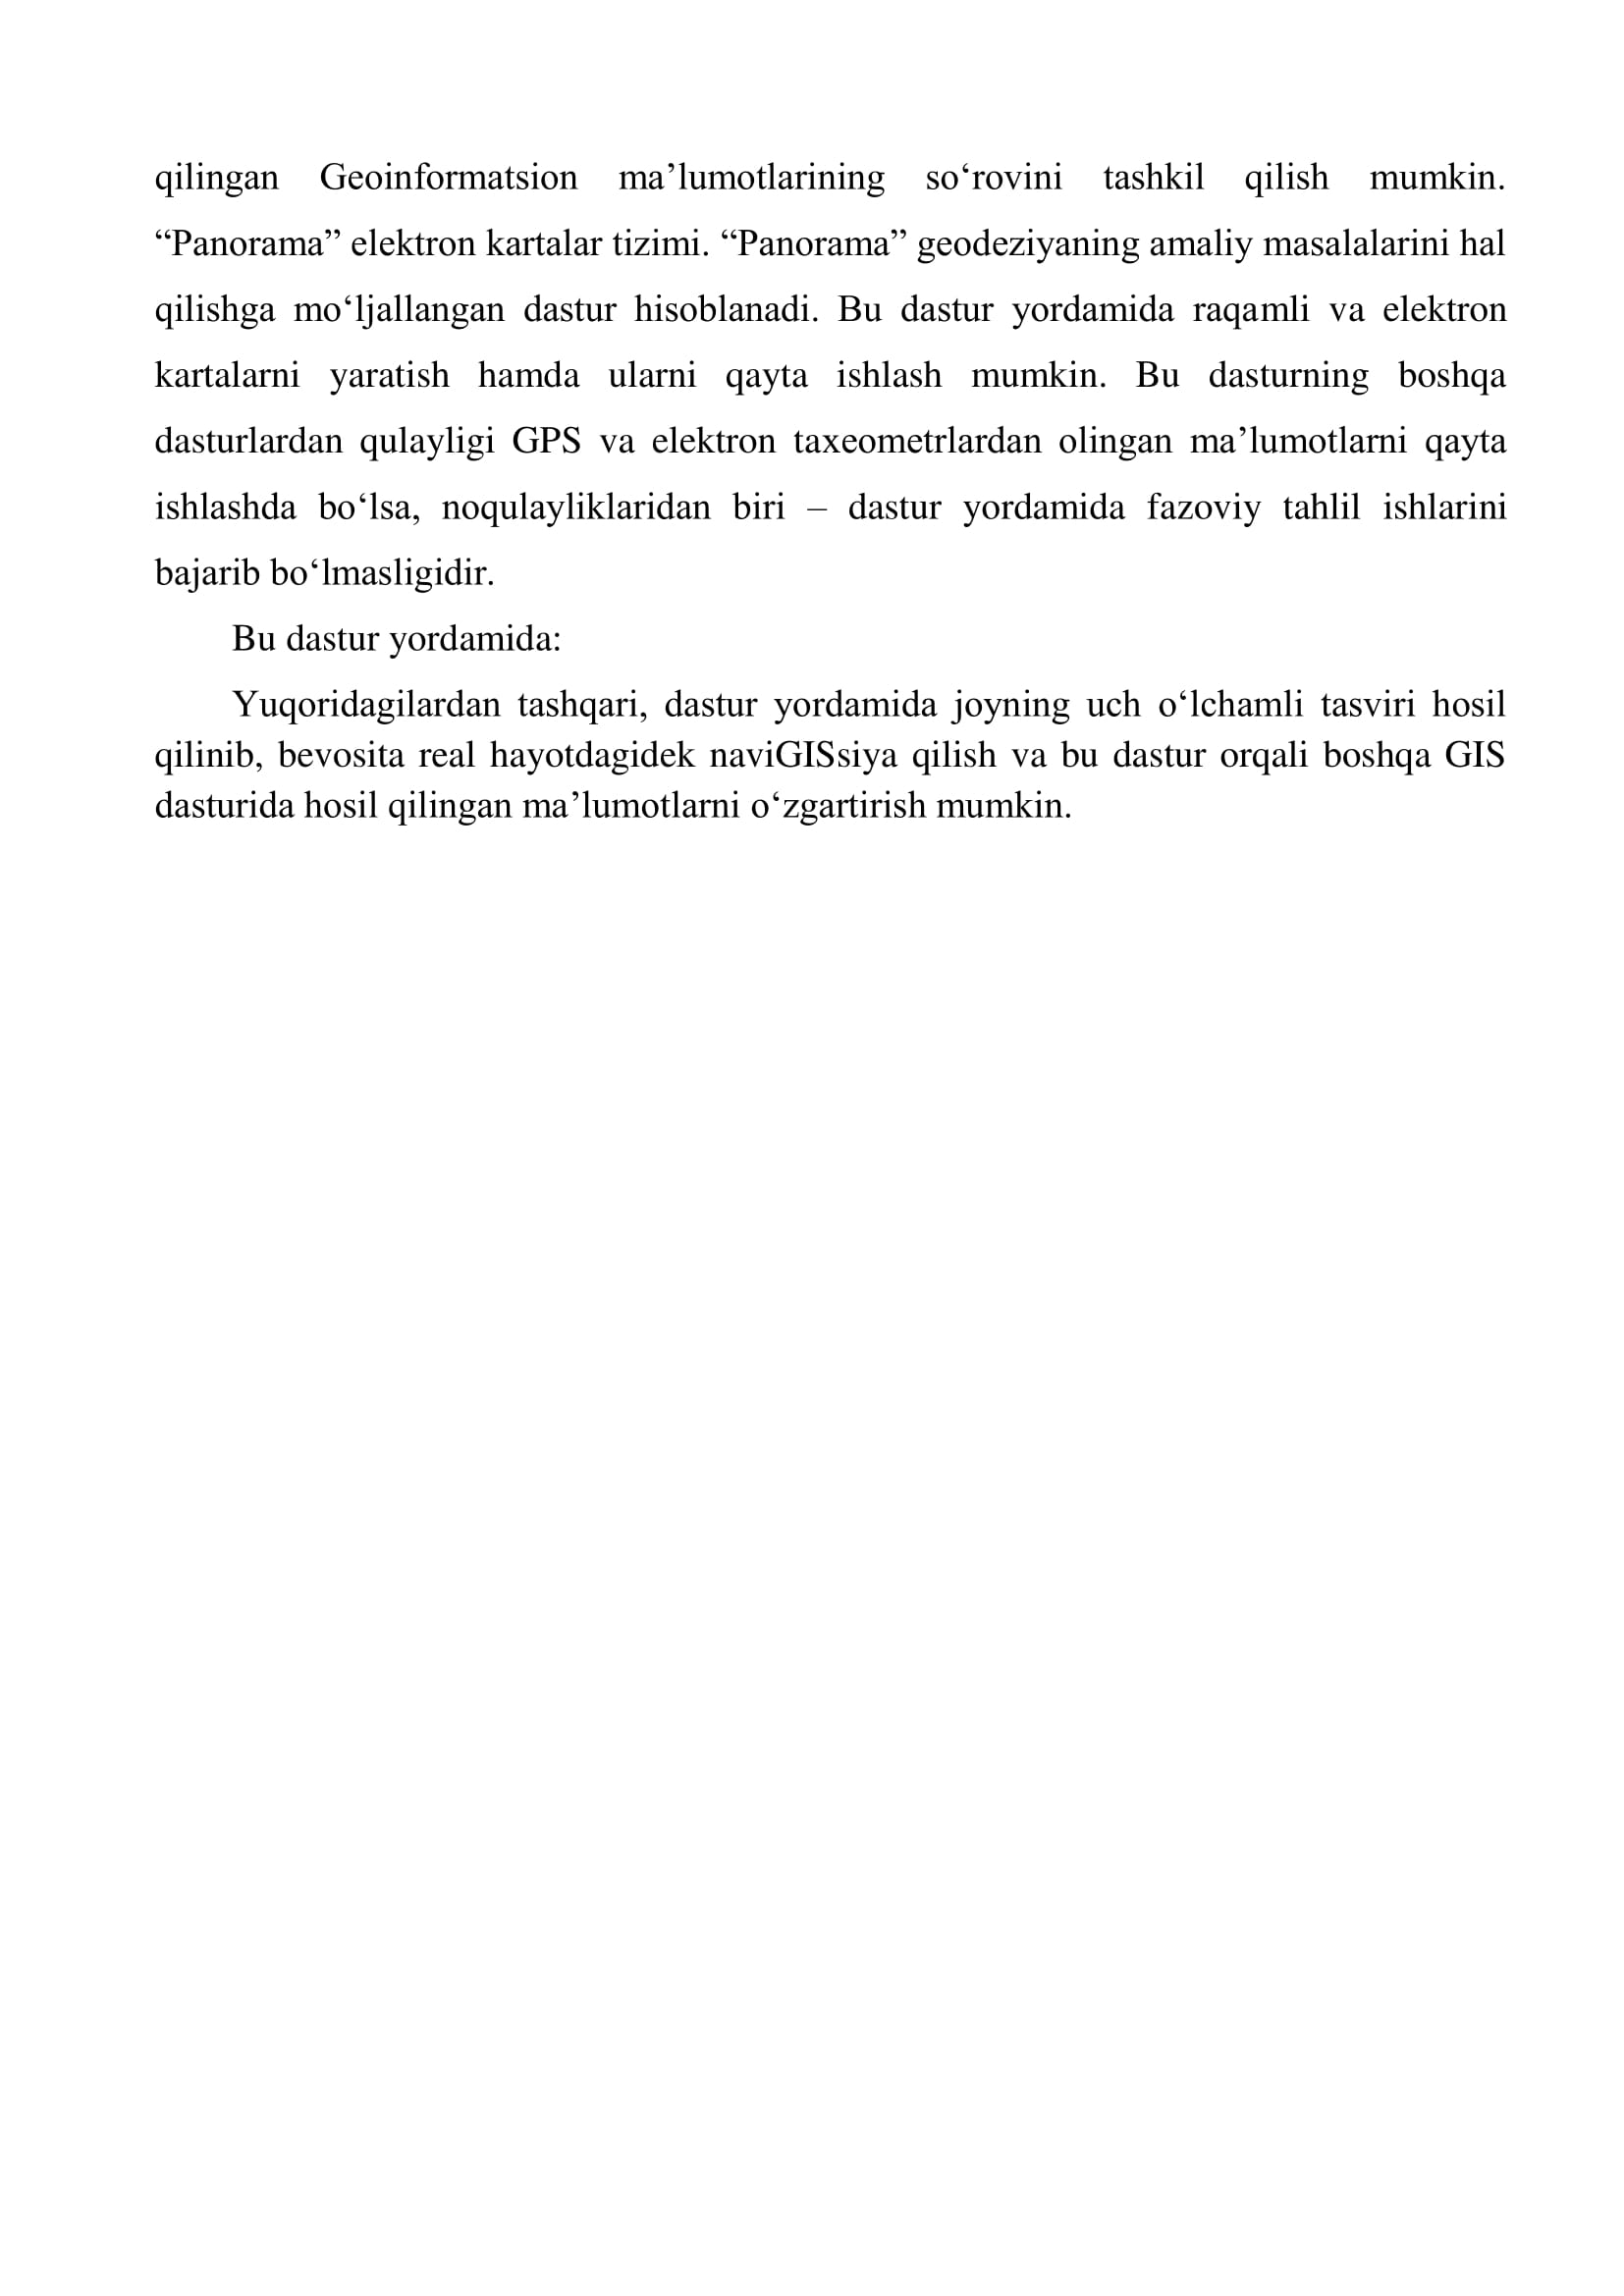 qilingan Geoinformatsion ma’lumotlarining so‘rovini tashkil qilish mumkin.
“Panorama” elektron kartalar tizimi. “Panorama” geodeziyaning amaliy masalalarini hal
qilishga mo‘ljallangan dastur hisoblanadi. Bu dastur yordamida raqamli va elektron
kartalarni yaratish hamda ularni qayta ishlash mumkin. Bu dasturning boshqa
dasturlardan qulayligi GPS va elektron taxeometrlardan olingan ma’lumotlarni qayta
ishlashda bo‘lsa, noqulayliklaridan biri – dastur yordamida fazoviy tahlil ishlarini
bajarib bo‘lmasligidir.
Bu dastur yordamida:
Yuqoridagilardan tashqari, dastur yordamida joyning uch o‘lchamli tasviri hosil
qilinib, bevosita real hayotdagidek naviGISsiya qilish va bu dastur orqali boshqa GIS
dasturida hosil qilingan ma’lumotlarni o‘zgartirish mumkin.